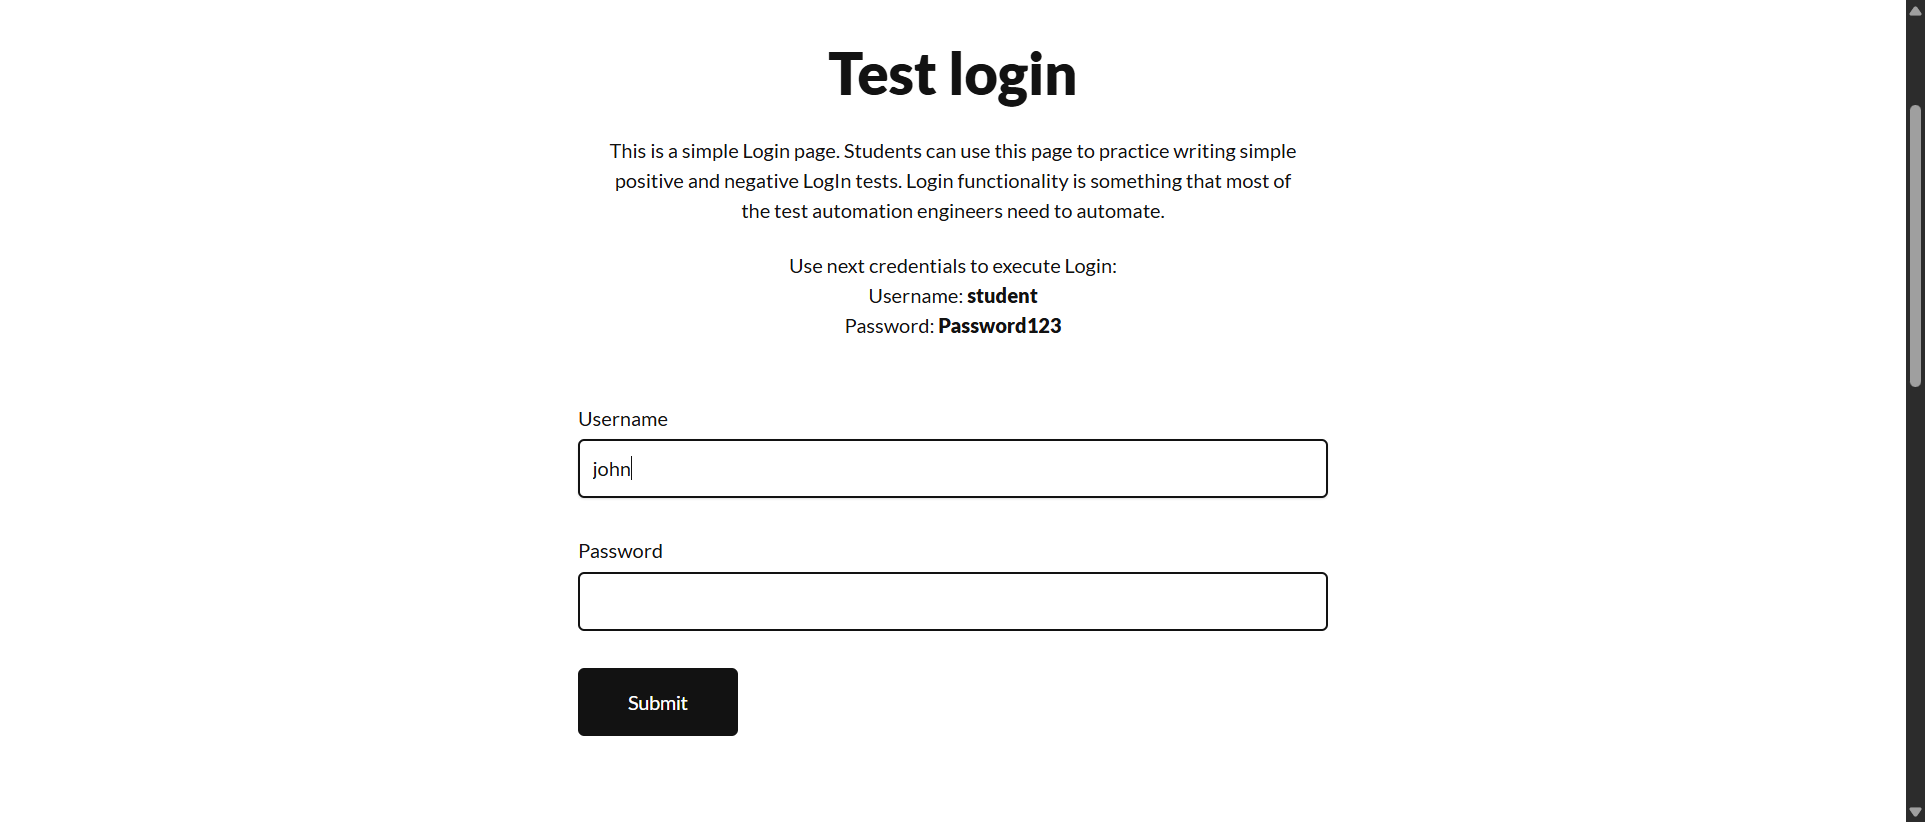 Test login
This is a simple Login page. Students can use this page to practice writing simple
positive and negative LogIn tests. Login functionality is something that most of
the test automation engineers need to automate.
Use next credentials to execute Login:
Username: student
Password: Password123
Username
john
Password
Submit